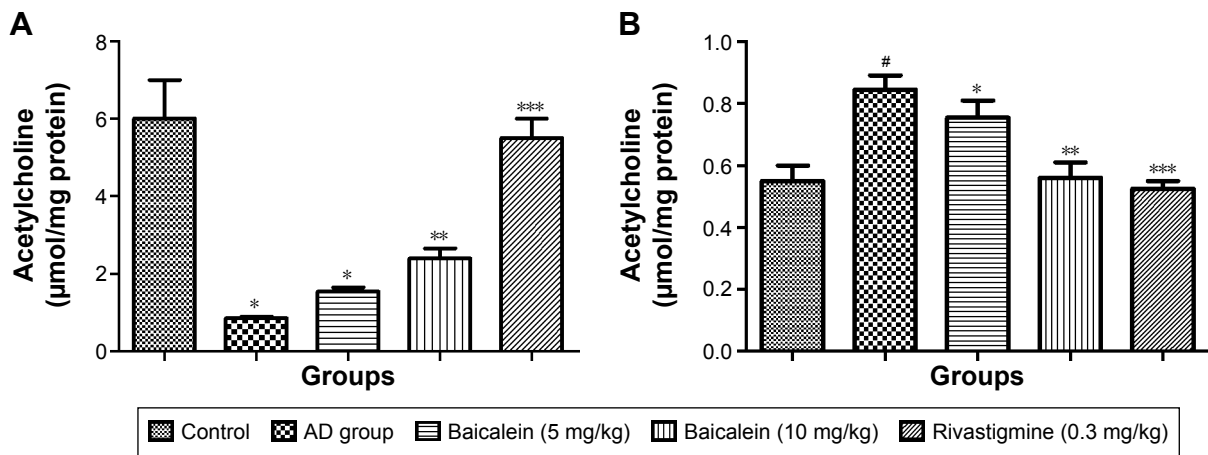 A
Acetylcholine
(µmol/mg protein)
8
6
4
2
0
*
*
**
***
Groups
B
Acetylcholine
(µmol/mg protein)
1.0
0.8
0.6
0.4
0.2
0.0
#
*
**
***
Groups
Control AD group Baicalein (5 mg/kg) Baicalein (10 mg/kg) Rivastigmine (0.3 mg/kg)